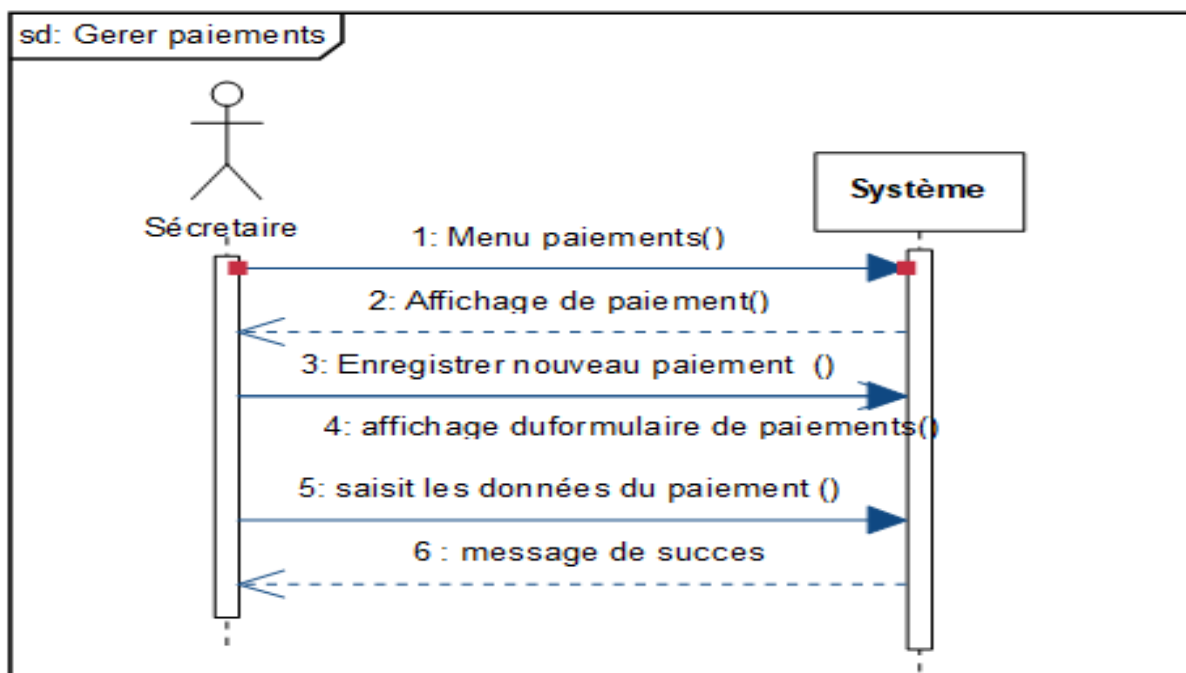 sd: Gerer paiements
Sécretaire
Système
1: Menu paiements()
2: Affichage de paiement()
3: Enregistrer nouveau paiement ()
4: affichage duformulaire de paiements()
5: saisit les données du paiement ()
6 : message de succes